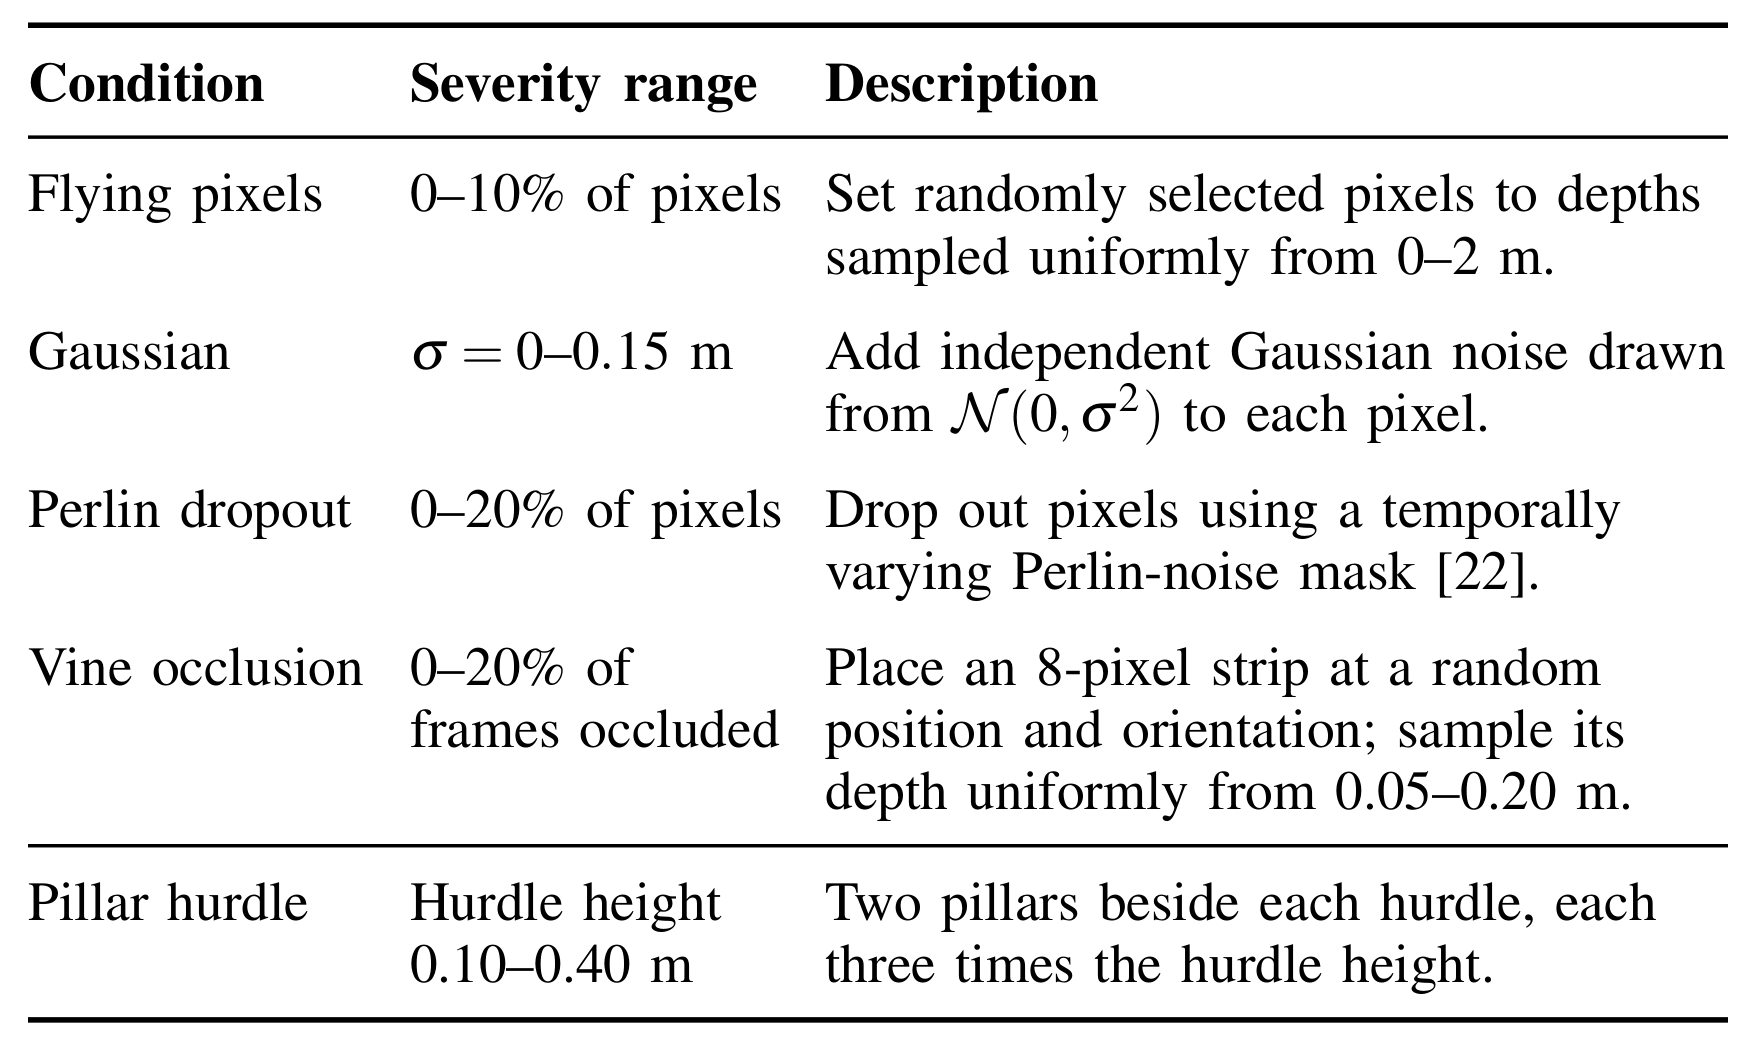 Condition Severity range Description
Flying pixels 0–10% of pixels Set randomly selected pixels to depths
sampled uniformly from 0–2 m.
Gaussian σ = 0–0.15 m Add independent Gaussian noise drawn
from 𝒩(0, σ²) to each pixel.
Perlin dropout 0–20% of pixels Drop out pixels using a temporally
varying Perlin-noise mask [22].
Vine occlusion 0–20% of Place an 8-pixel strip at a random
frames occluded position and orientation; sample its
depth uniformly from 0.05–0.20 m.
Pillar hurdle Hurdle height Two pillars beside each hurdle, each
0.10–0.40 m three times the hurdle height.